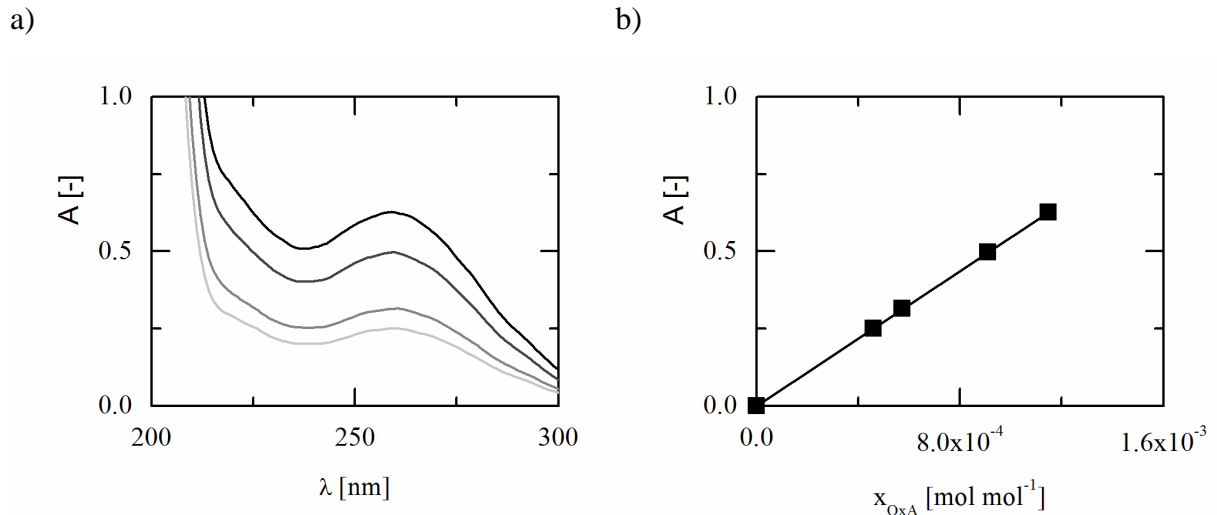 a)
b)
1.0
0.5
0.0
A [-]
200
250
300
λ [nm]
1.0
0.5
0.0
A [-]
0.0
8.0x10⁻⁴
1.6x10⁻³
x_OxA [mol mol⁻¹]